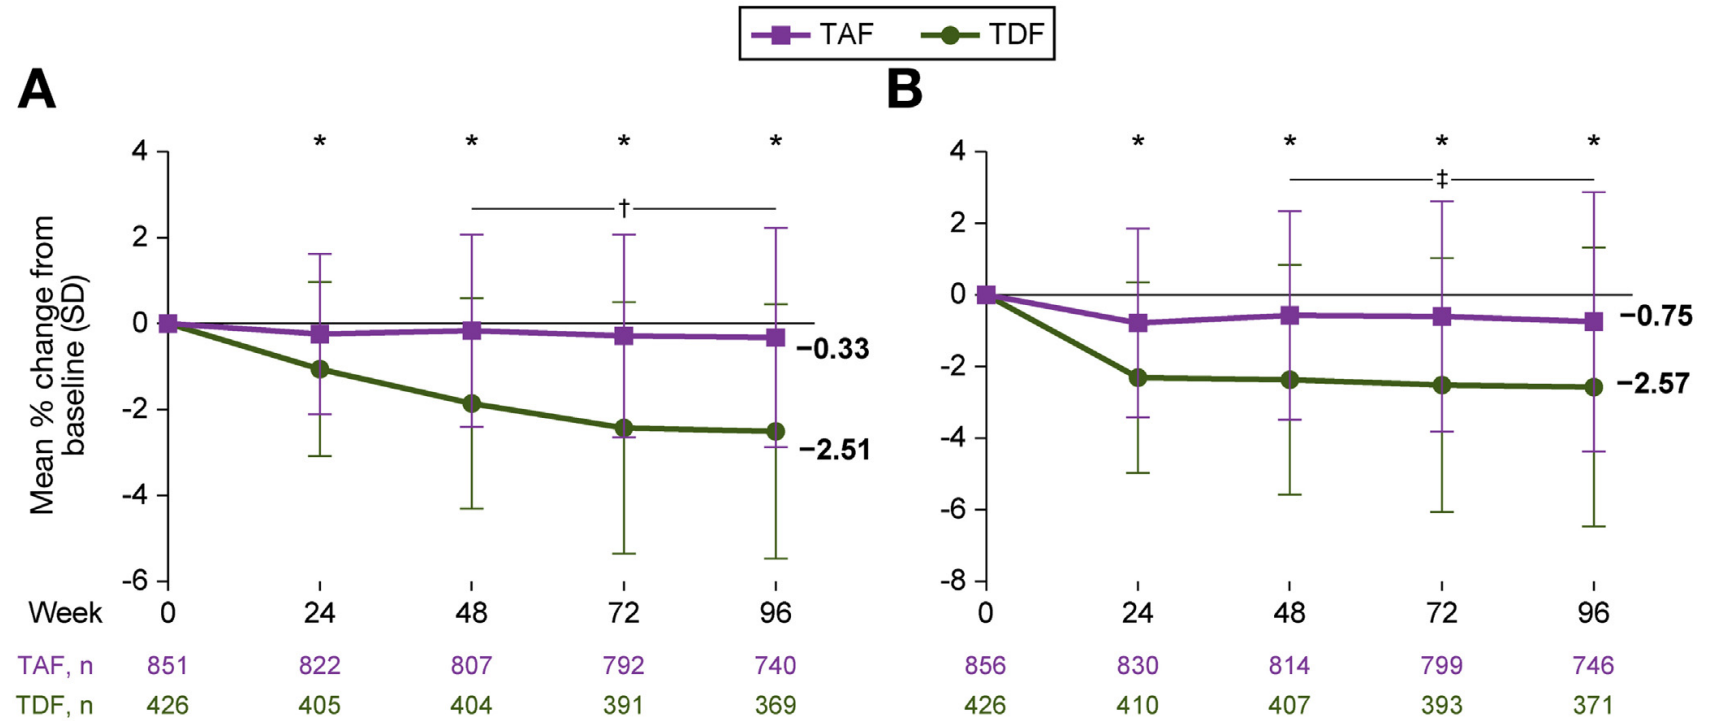 TAF TDF
A B
* * * * * * * *
4 4
† ‡
2 2
0 0
-2 -2
-4 -4
-6 -6
-8
Mean % change from
baseline (SD)
−0.33 −0.75
−2.51 −2.57
Week 0 24 48 72 96 0 24 48 72 96
TAF, n 851 822 807 792 740 856 830 814 799 746
TDF, n 426 405 404 391 369 426 410 407 393 371